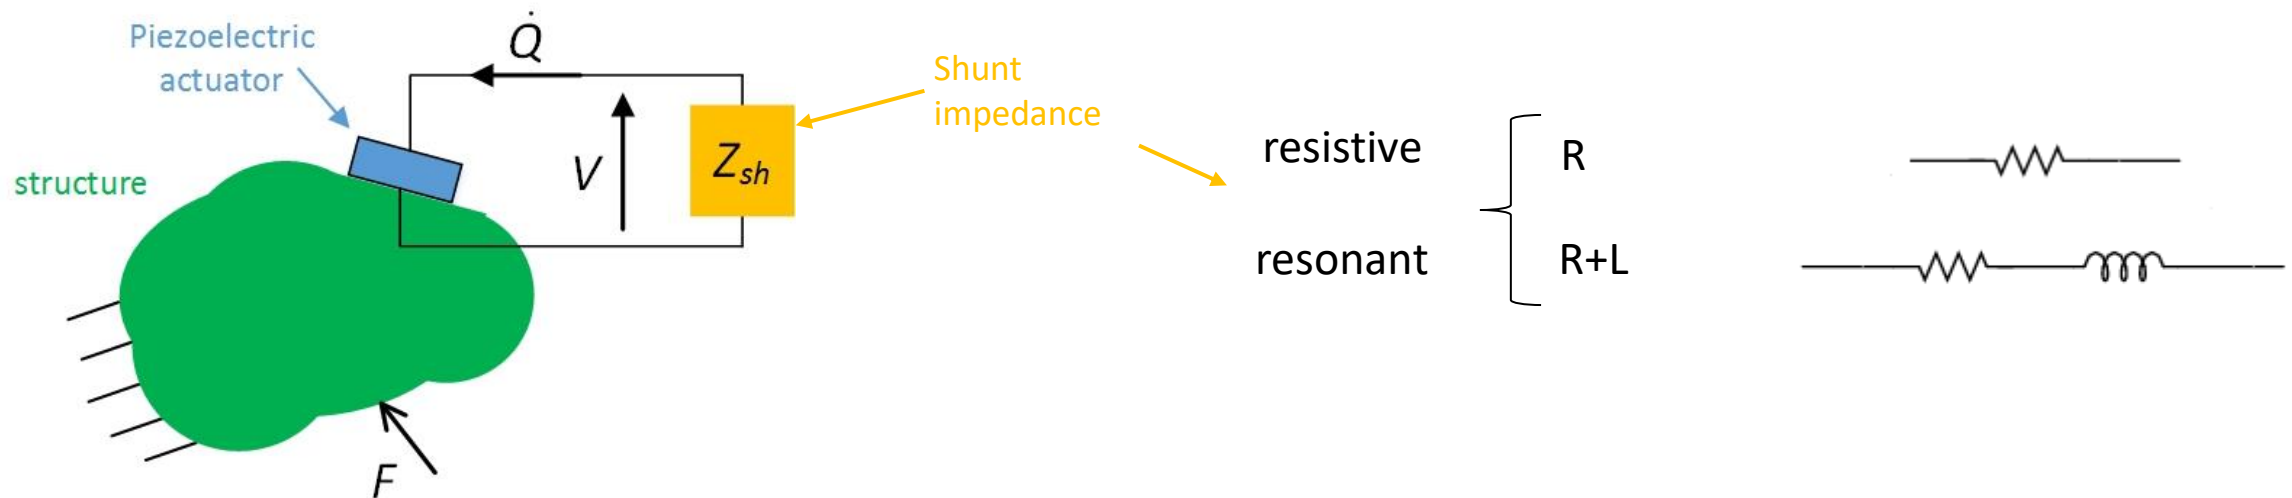 Piezoelectric
actuator
Q̇
Shunt
impedance
structure
V
Z_sh
resistive
R
resonant
R+L
F